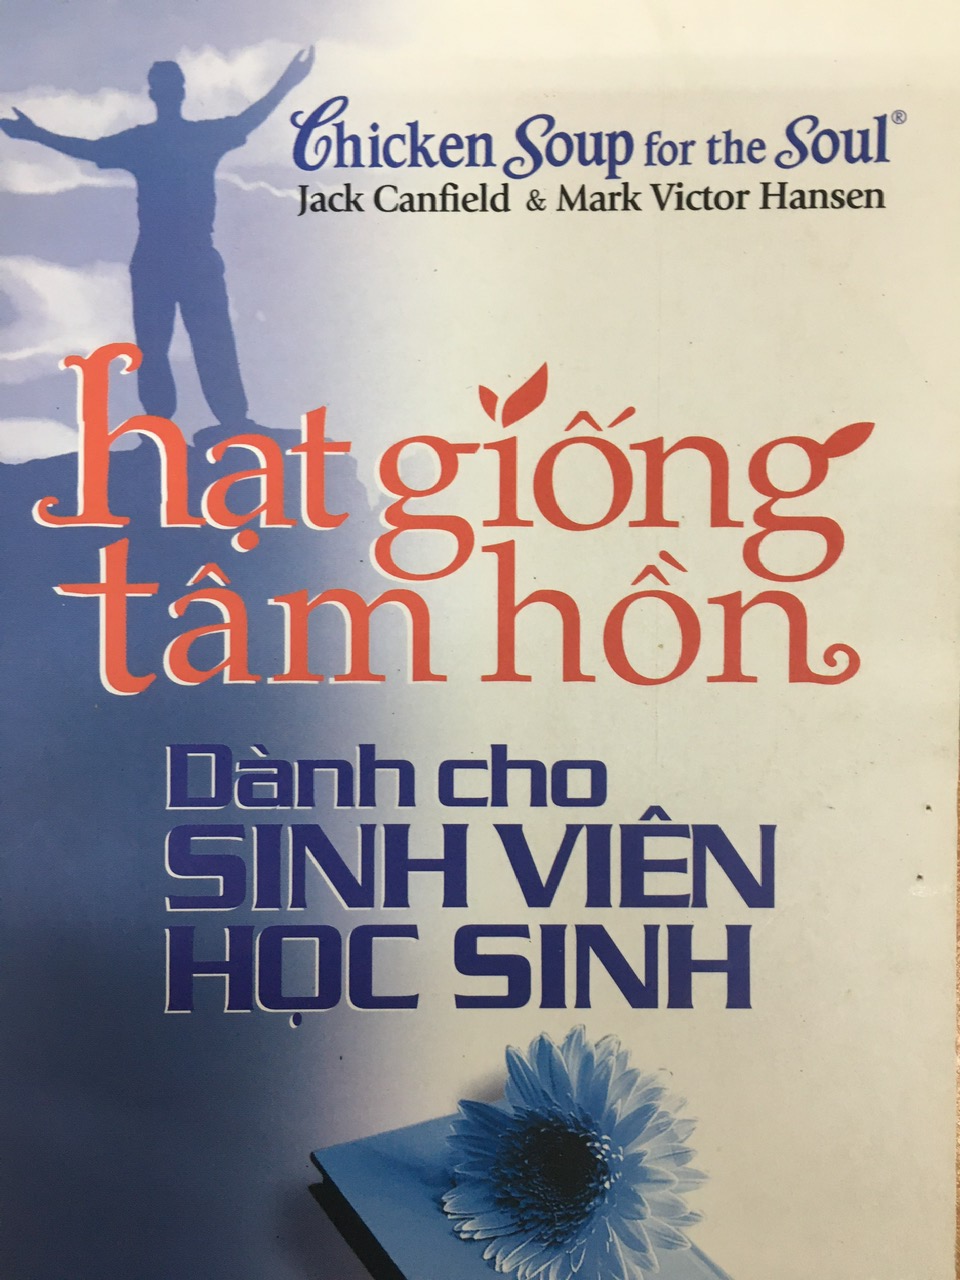 Chicken Soup for the Soul®
Jack Canfield & Mark Victor Hansen
hạt giống
tâm hồn
Dành cho
SINH VIÊN
HỌC SINH